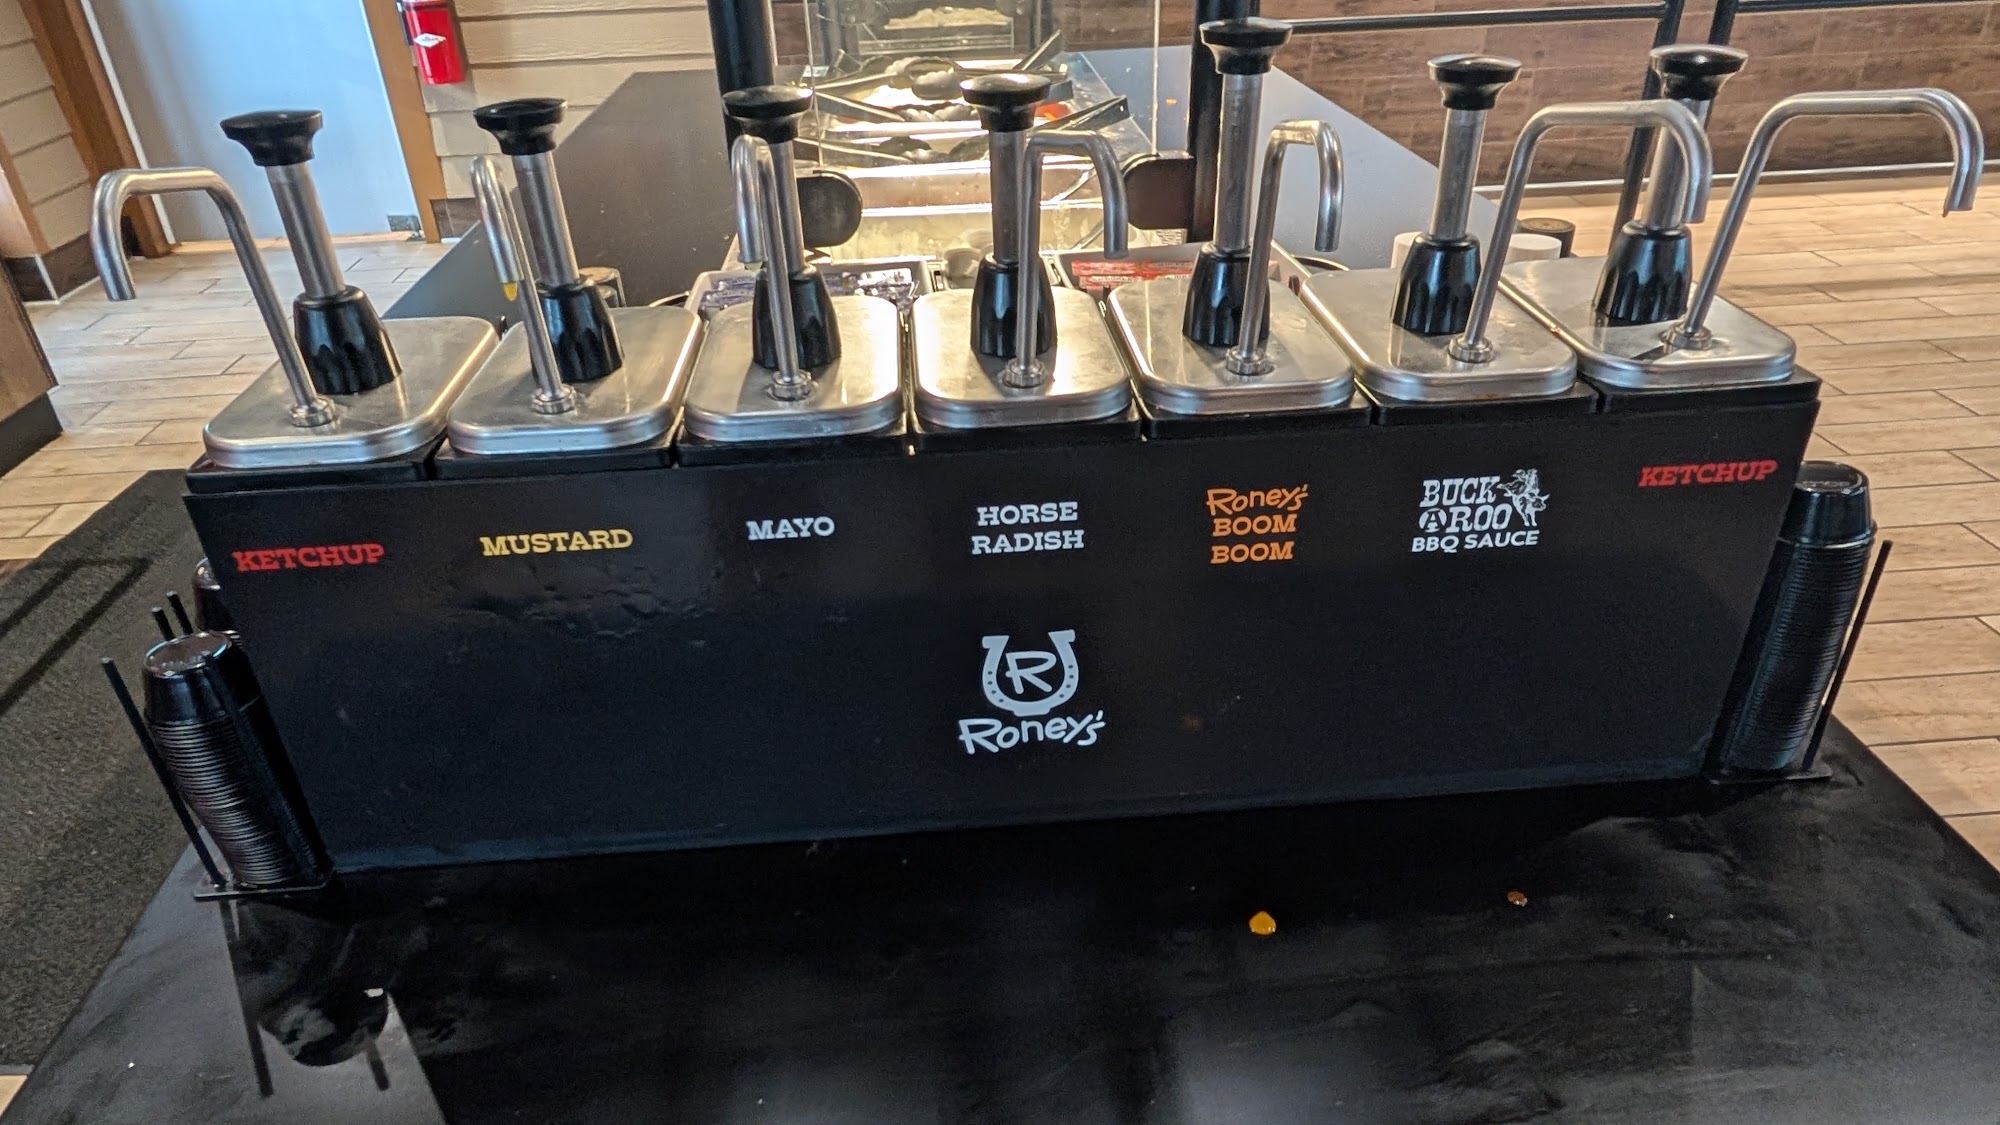 KETCHUP
MUSTARD
MAYO
HORSE
RADISH
Roney's
BOOM
BOOM
BUCK
A ROO
BBQ SAUCE
KETCHUP
R
Roney's